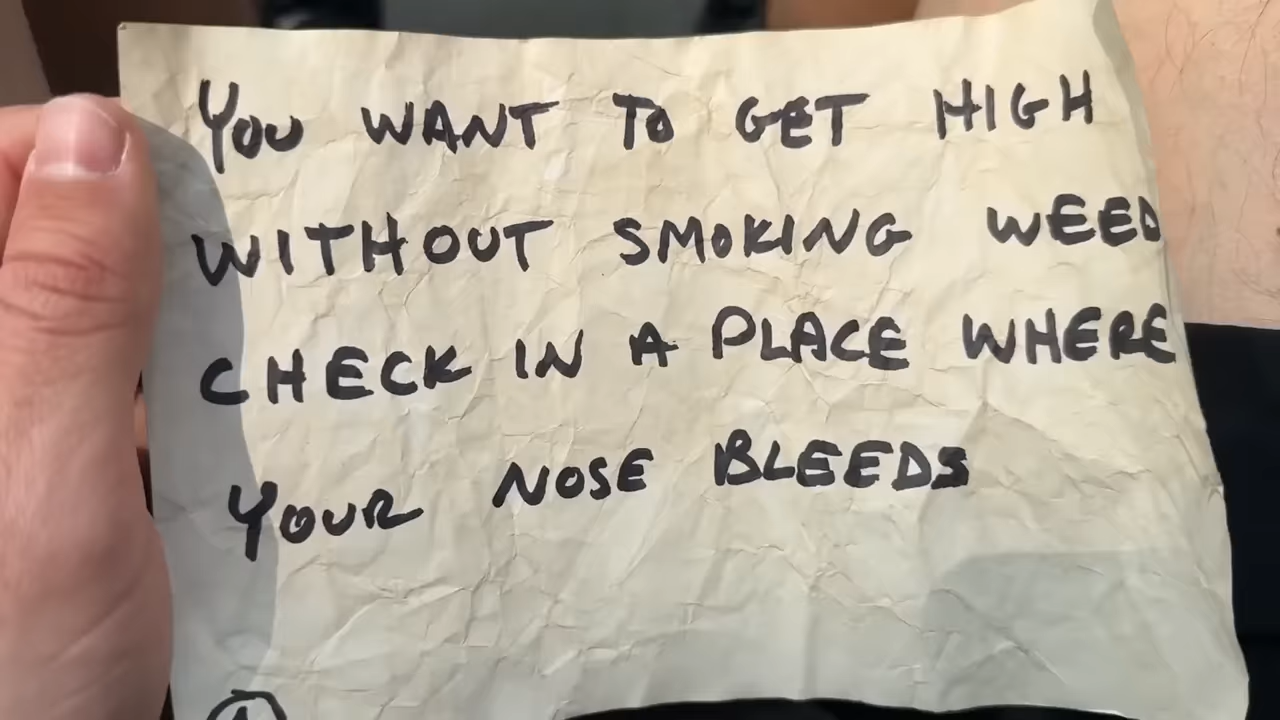 YOU WANT TO GET HIGH
WITHOUT SMOKING WEED
CHECK IN A PLACE WHERE
YOUR NOSE BLEEDS